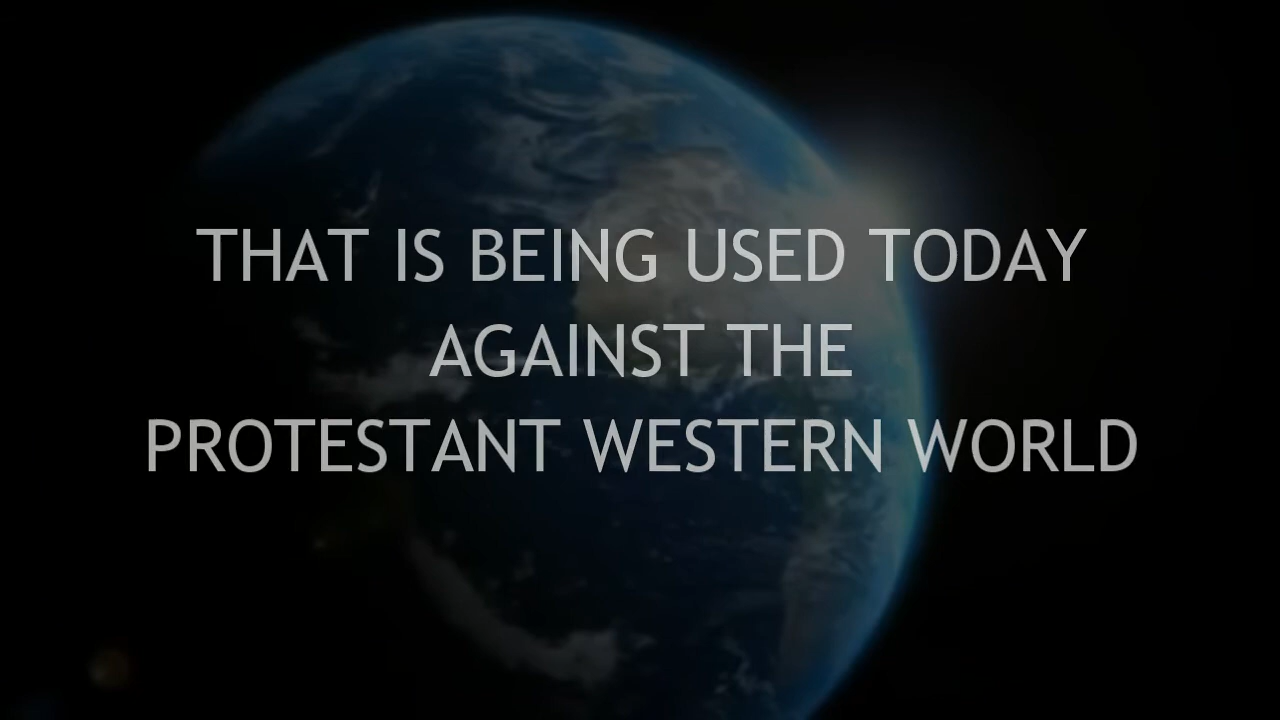 THAT IS BEING USED TODAY
AGAINST THE
PROTESTANT WESTERN WORLD